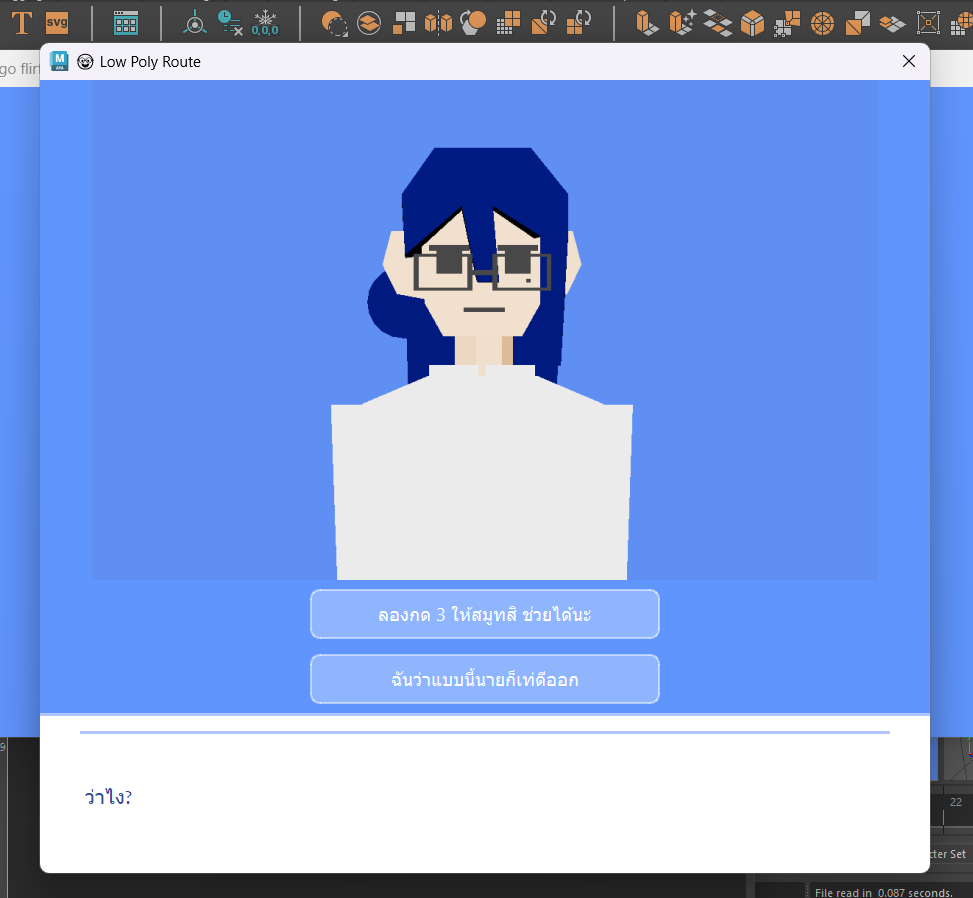 T
svg
0,0,0
go flirt
M
Low Poly Route
ลองกด 3 ให้สมูทสิ ช่วยได้นะ
ฉันว่าแบบนี้นายก็เท่ดีออก
ว่าไง?
9
22
cter Set
File read in 0.087 seconds.